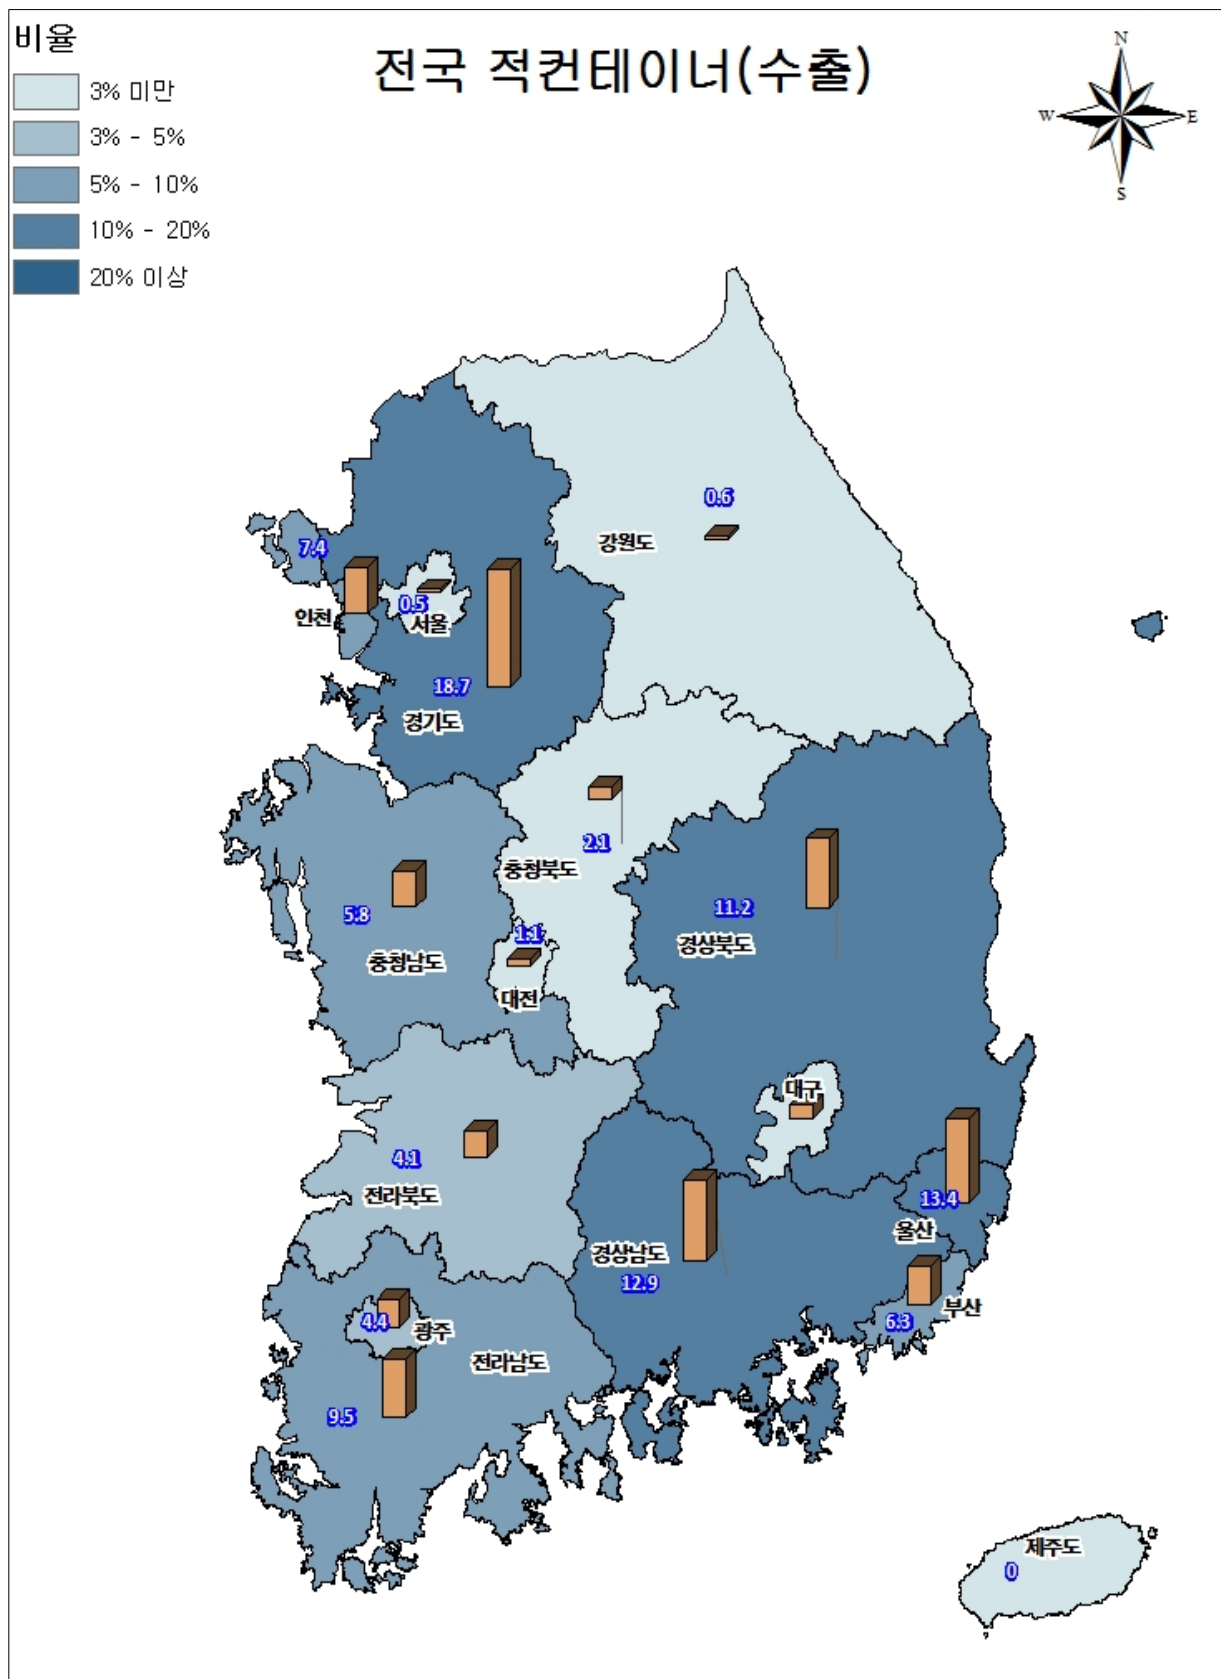 비율
전국 적컨테이너(수출)
3% 미만
3% - 5%
5% - 10%
10% - 20%
20% 이상
N
W
E
S
0.6
강원도
7.4
인천
0.5
서울
18.7
경기도
2.1
충청북도
5.8
충청남도
1.1
대전
11.2
경상북도
대구
4.1
전라북도
13.4
울산
경상남도
12.9
6.3
부산
4.4
광주
전라남도
9.5
제주도
0